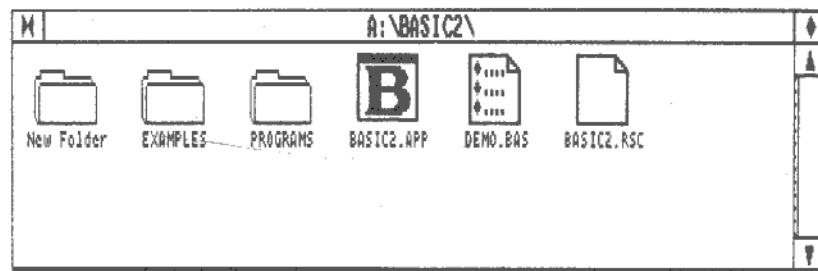 A:\BASIC2\
New Folder EXAMPLES PROGRAMS BASIC2.APP DEMO.BAS BASIC2.RSC